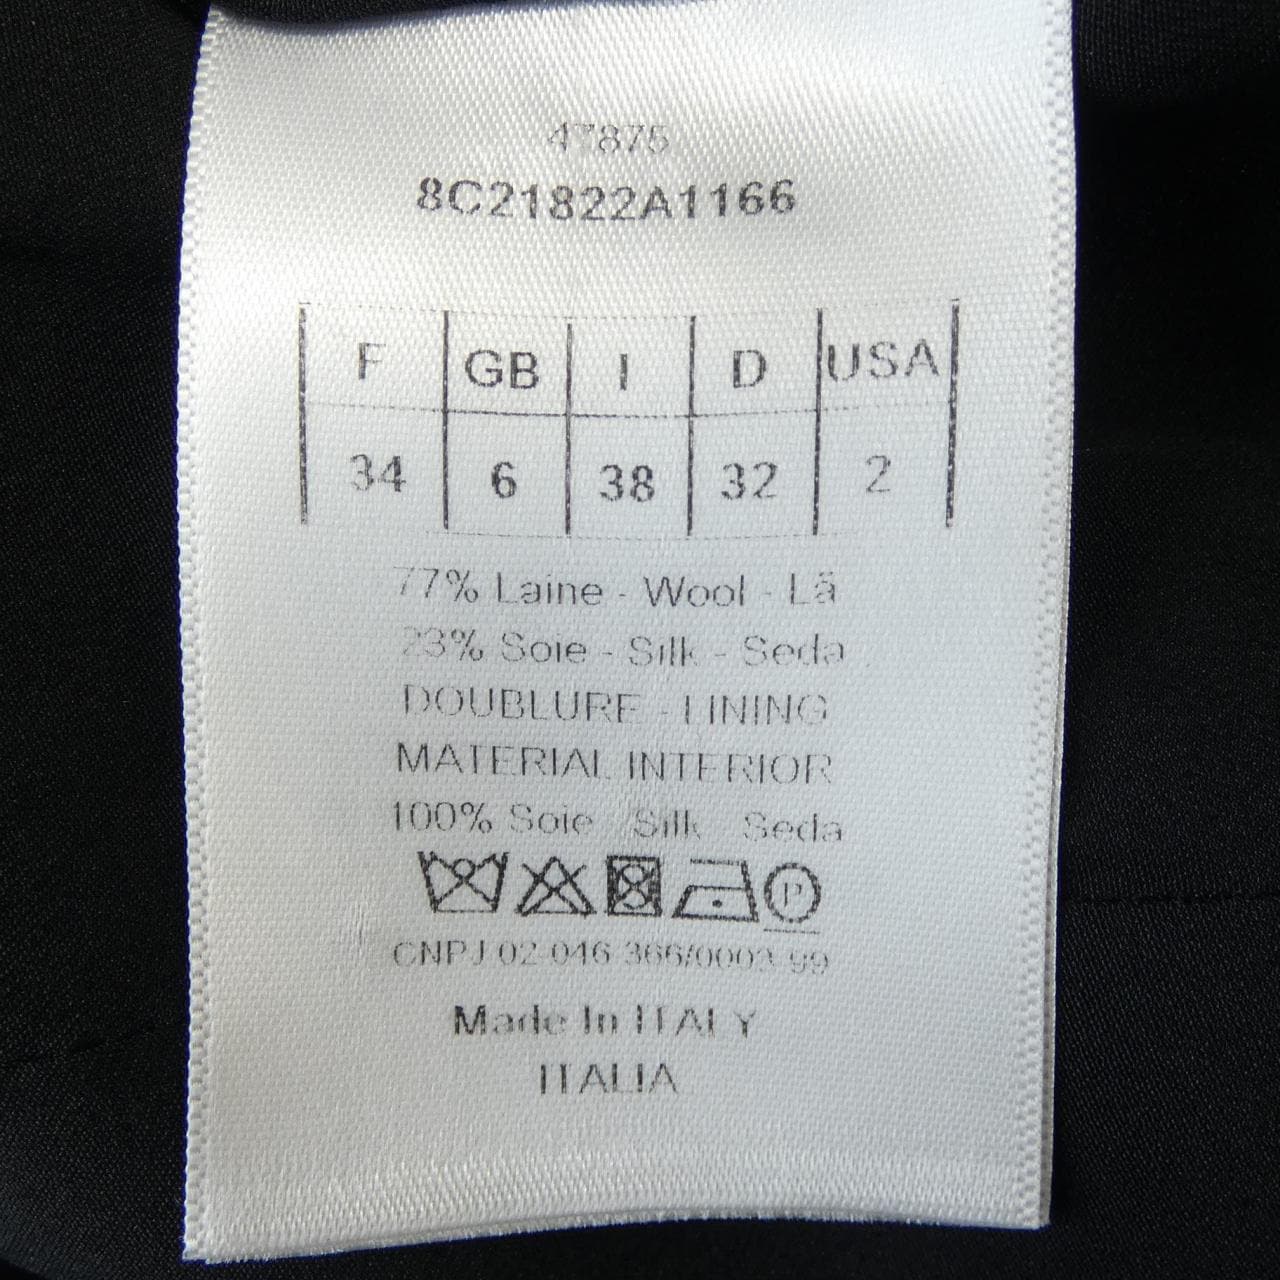 47875
8C21822A1166
F GB I D USA
34 6 38 32 2
77% Laine - Wool - Lã
23% Soie - Silk - Seda
DOUBLURE - LINING
MATERIAL INTERIOR
100% Soie - Silk - Seda
P
CNPJ 02.046.366/0003-99
Made In ITALY
ITALIA